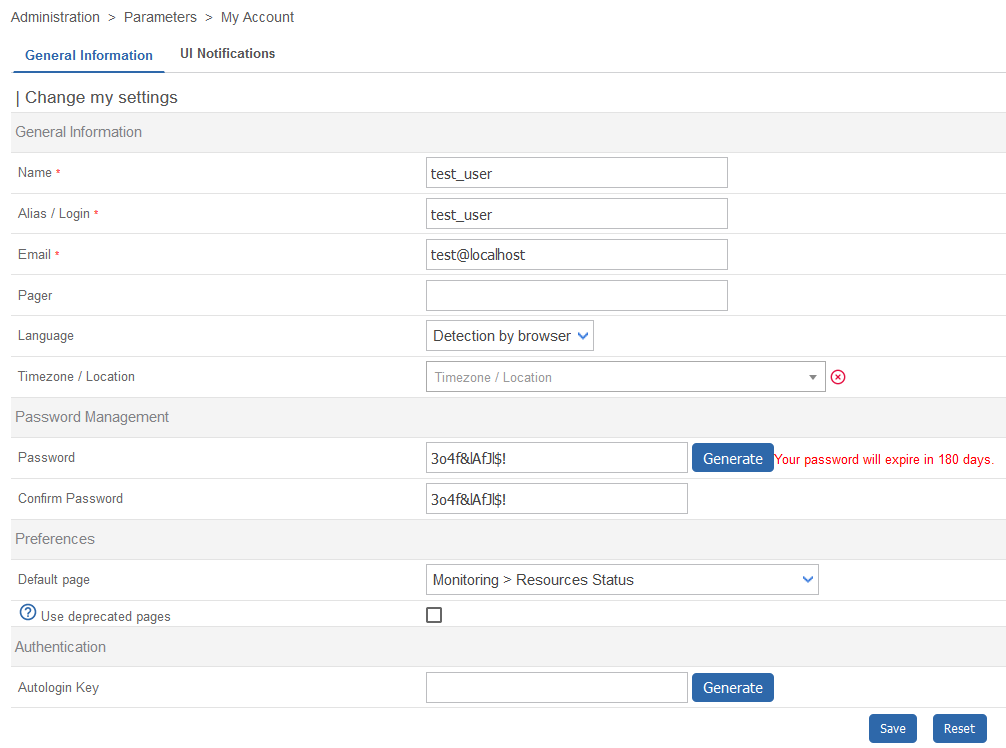 Administration > Parameters > My Account
General Information UI Notifications
| Change my settings
General Information
Name * test_user
Alias / Login * test_user
Email * test@localhost
Pager
Language Detection by browser
Timezone / Location Timezone / Location
Password Management
Password 3o4f&lAfJl$! Generate Your password will expire in 180 days.
Confirm Password 3o4f&lAfJl$!
Preferences
Default page Monitoring > Resources Status
? Use deprecated pages
Authentication
Autologin Key Generate
Save Reset